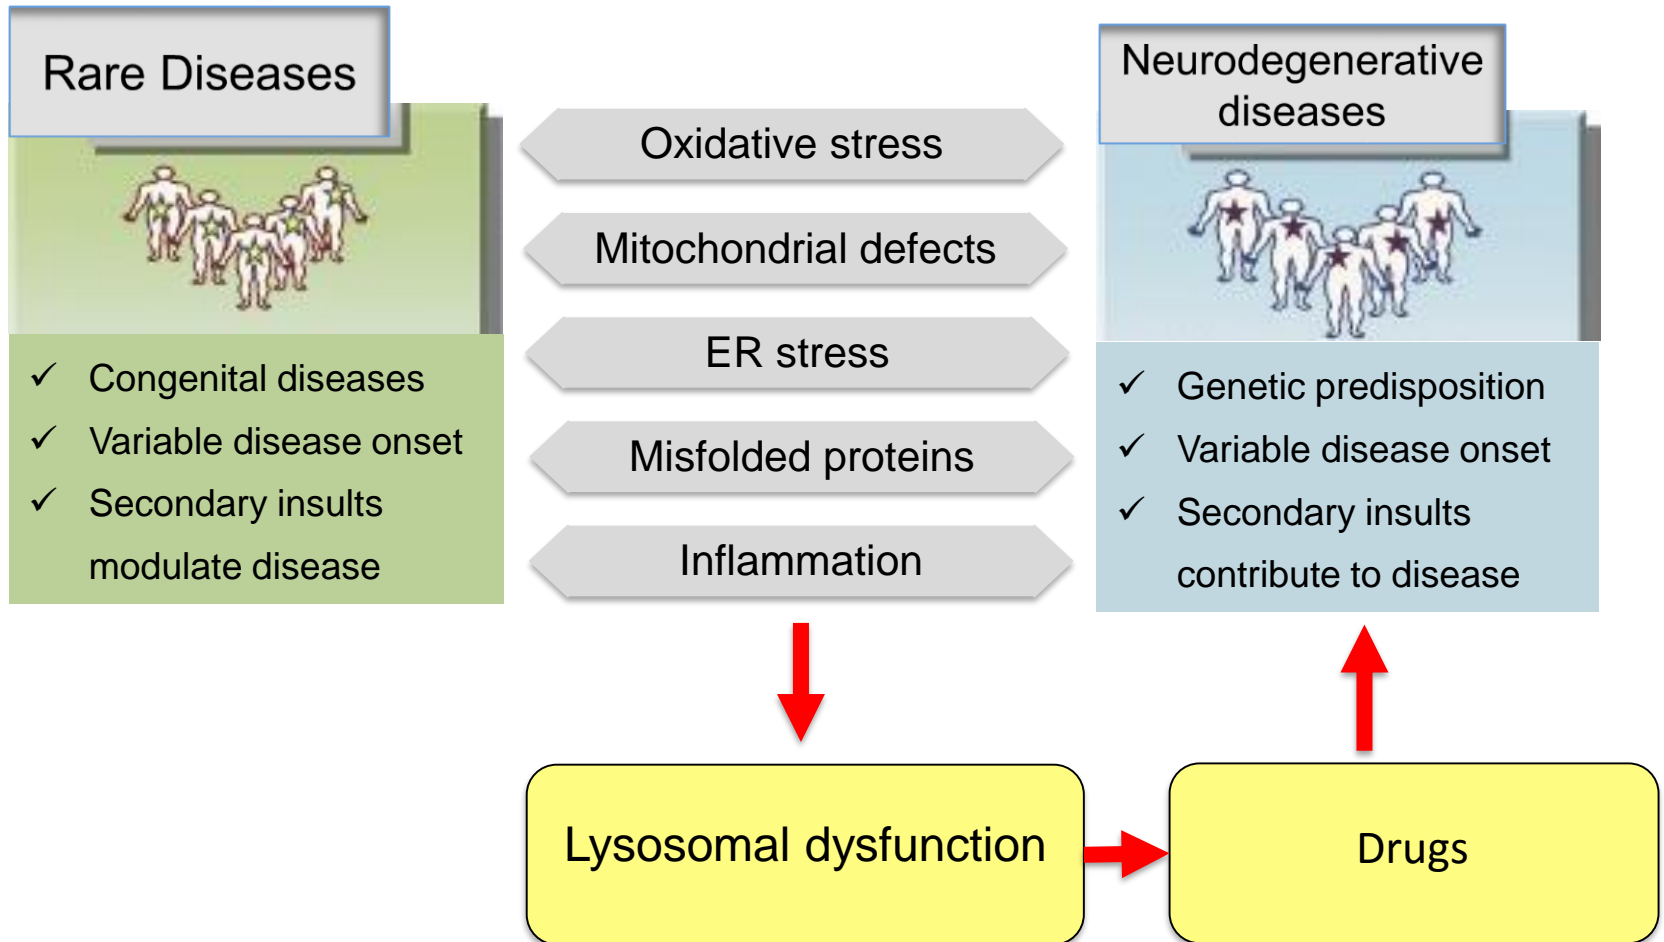 Rare Diseases
✓ Congenital diseases
✓ Variable disease onset
✓ Secondary insults
modulate disease
Oxidative stress
Mitochondrial defects
ER stress
Misfolded proteins
Inflammation
Neurodegenerative
diseases
✓ Genetic predisposition
✓ Variable disease onset
✓ Secondary insults
contribute to disease
Lysosomal dysfunction
Drugs